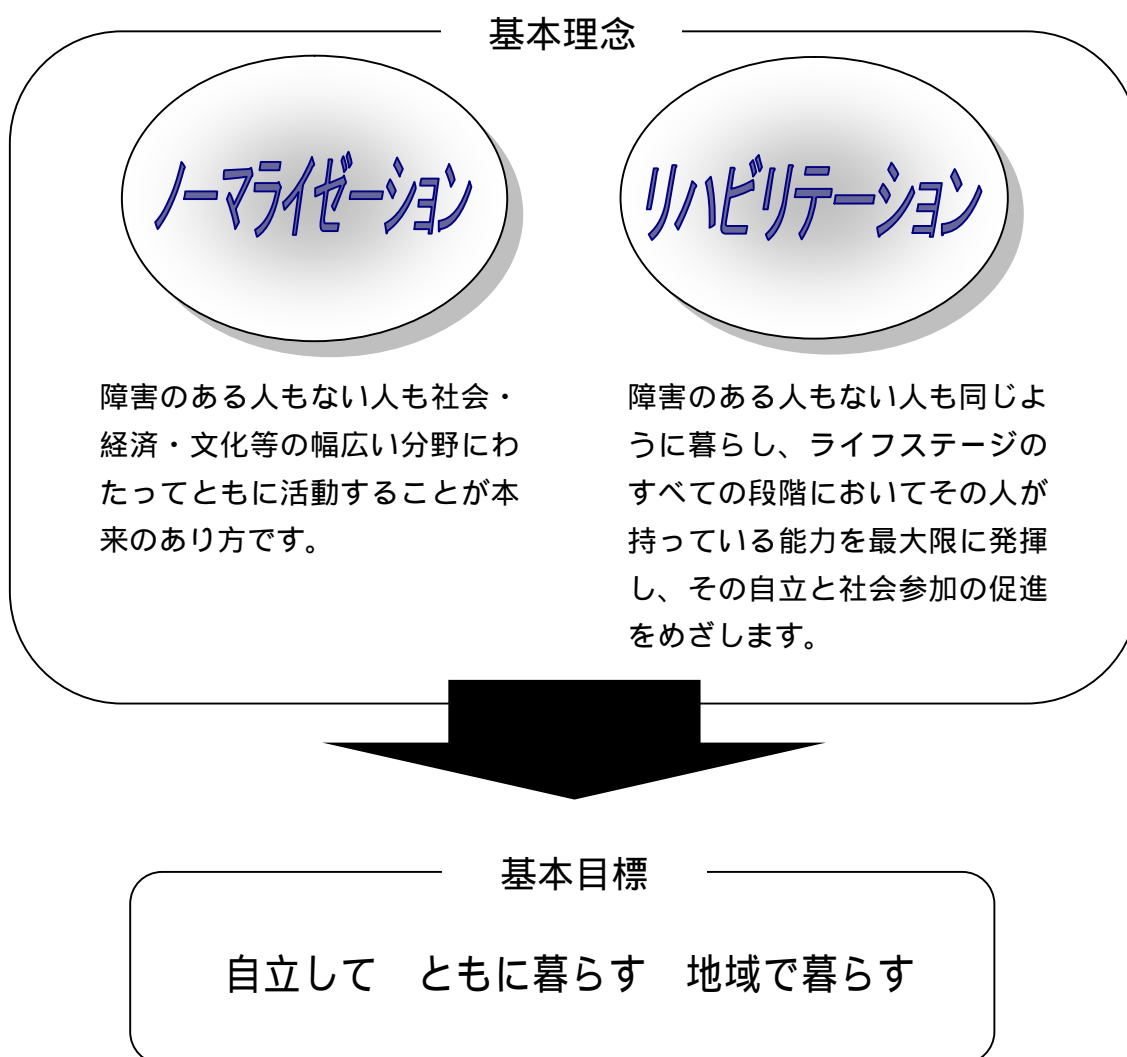 基本理念
ノーマライゼーション
障害のある人もない人も社会・
経済・文化等の幅広い分野にわ
たってともに活動することが本
来のあり方です。
リハビリテーション
障害のある人もない人も同じよ
うに暮らし、ライフステージの
すべての段階においてその人が
持っている能力を最大限に発揮
し、その自立と社会参加の促進
をめざします。
基本目標
自立して　ともに暮らす　地域で暮らす